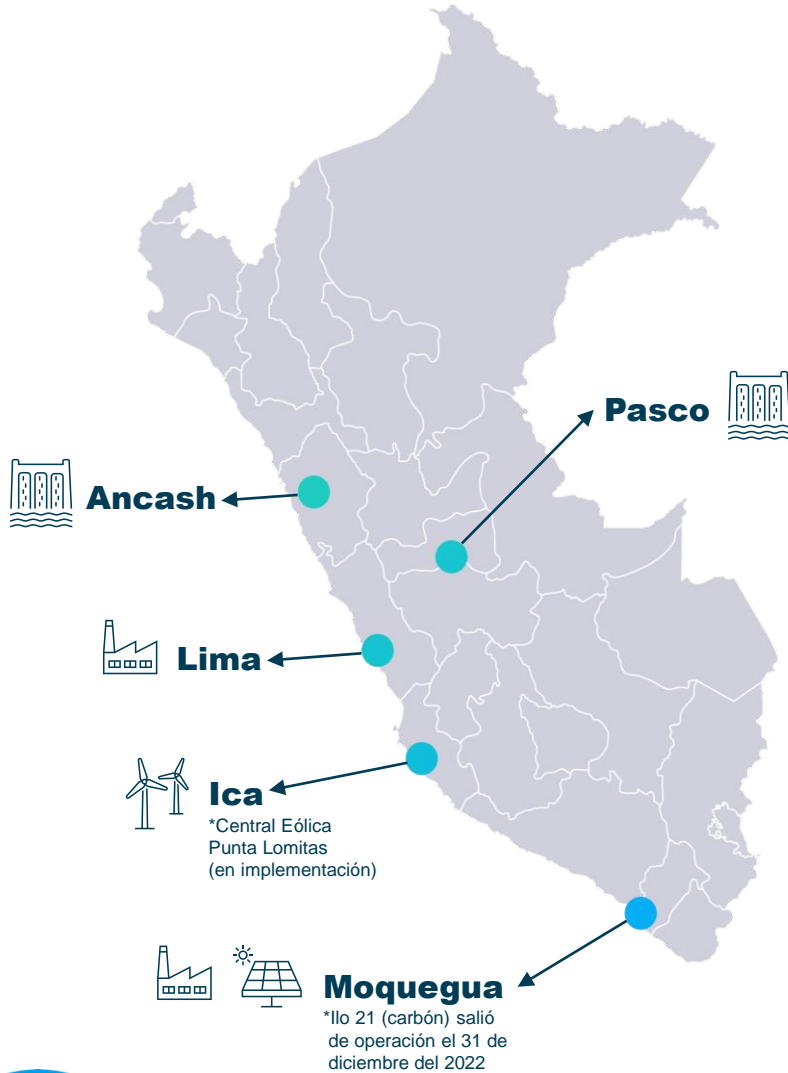 Pasco
Ancash
Lima
Ica
*Central Eólica
Punta Lomitas
(en implementación)
Moquegua
*Ilo 21 (carbón) salió
de operación el 31 de
diciembre del 2022